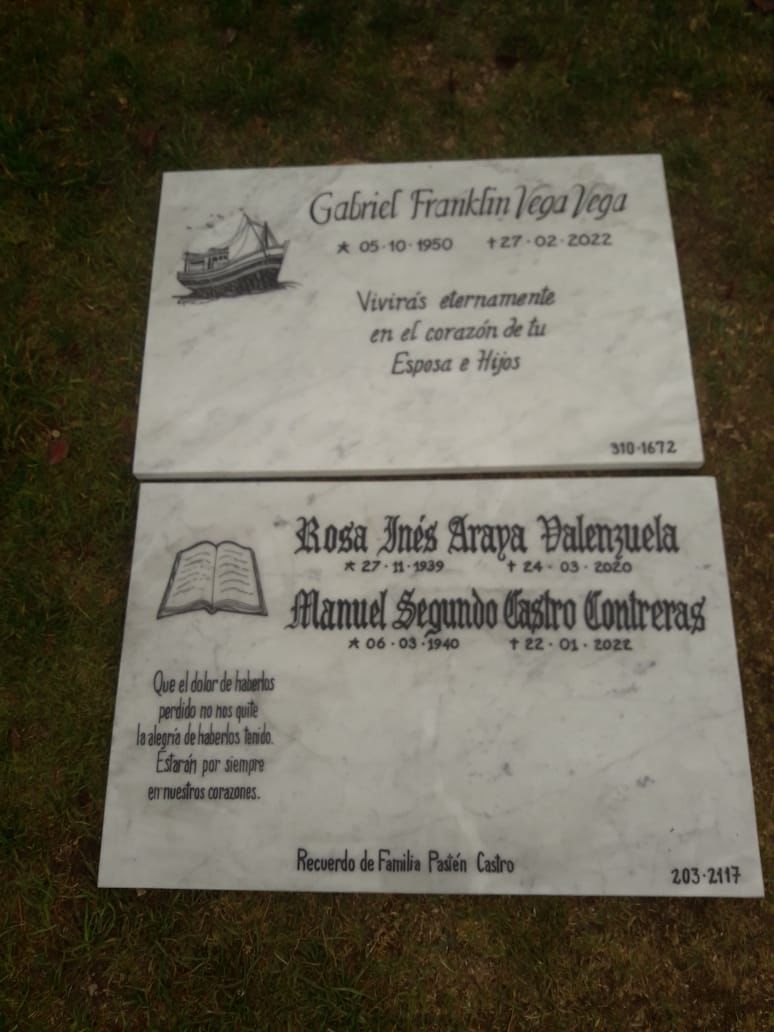 Gabriel Franklin Vega Vega
★ 05·10·1950 ✝27·02·2022
Vivirás eternamente
en el corazón de tu
Esposa e Hijos
310·1672
Rosa Inés Araya Valenzuela
★ 27·11·1939 ✝ 24·03·2020
Manuel Segundo Castro Contreras
★ 06·03·1940 ✝ 22·01·2022
Que el dolor de haberlos
perdido no nos quite
la alegría de haberlos tenido.
Estarán por siempre
en nuestros corazones.
Recuerdo de Familia Pastén Castro
203·2117